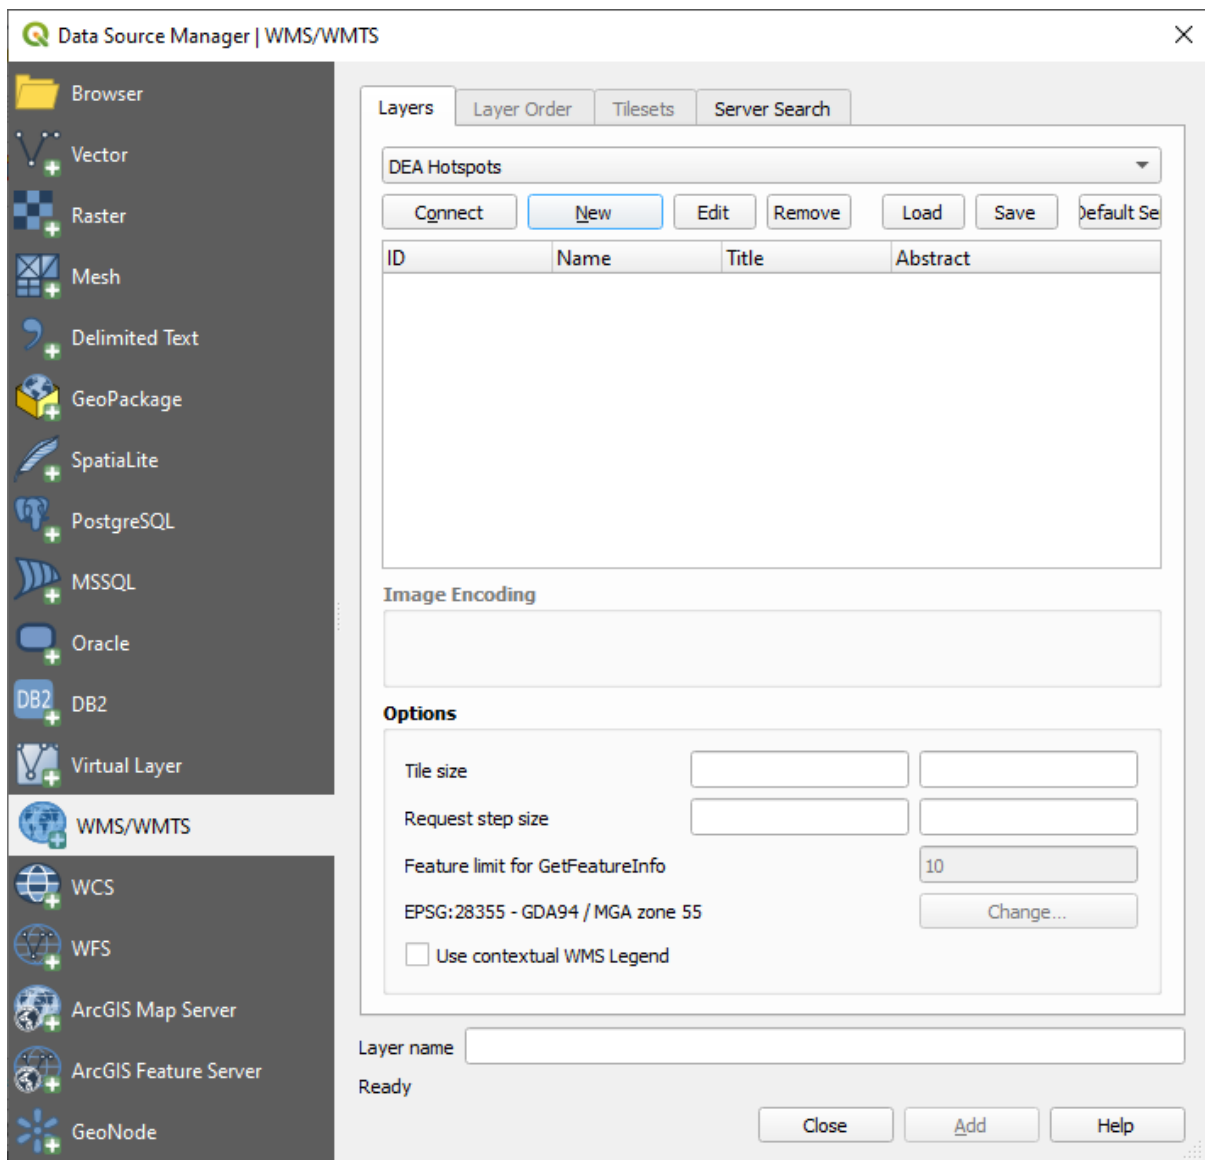 Data Source Manager | WMS/WMTS
Browser
Vector
Raster
Mesh
Delimited Text
GeoPackage
SpatiaLite
PostgreSQL
MSSQL
Oracle
DB2 DB2
Virtual Layer
WMS/WMTS
WCS
WFS
ArcGIS Map Server
ArcGIS Feature Server
GeoNode
Layers Layer Order Tilesets Server Search
DEA Hotspots
Connect New Edit Remove Load Save Default Se
ID Name Title Abstract
Image Encoding
Options
Tile size
Request step size
Feature limit for GetFeatureInfo 10
EPSG:28355 - GDA94 / MGA zone 55 Change...
Use contextual WMS Legend
Layer name
Ready
Close Add Help